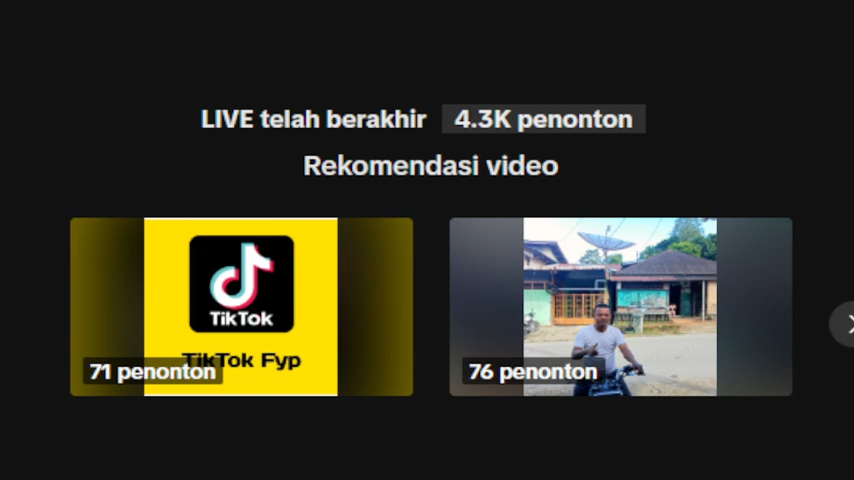 LIVE telah berakhir 4.3K penonton
Rekomendasi video
TikTok
TikTok Fyp
71 penonton
76 penonton